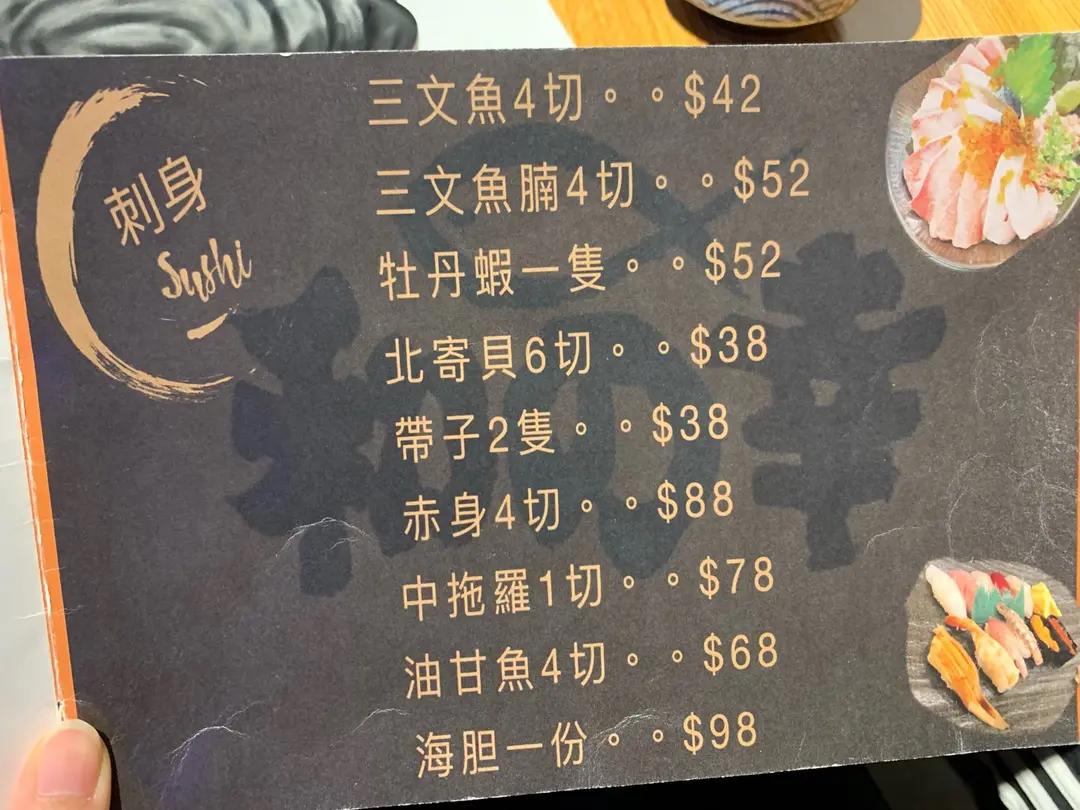 刺身
Sushi
三文魚4切。。$42
三文魚腩4切。。$52
牡丹蝦一隻。。$52
北寄貝6切。。$38
帶子2隻。。$38
赤身4切。。$88
中拖羅1切。。$78
油甘魚4切。。$68
海胆一份。。$98